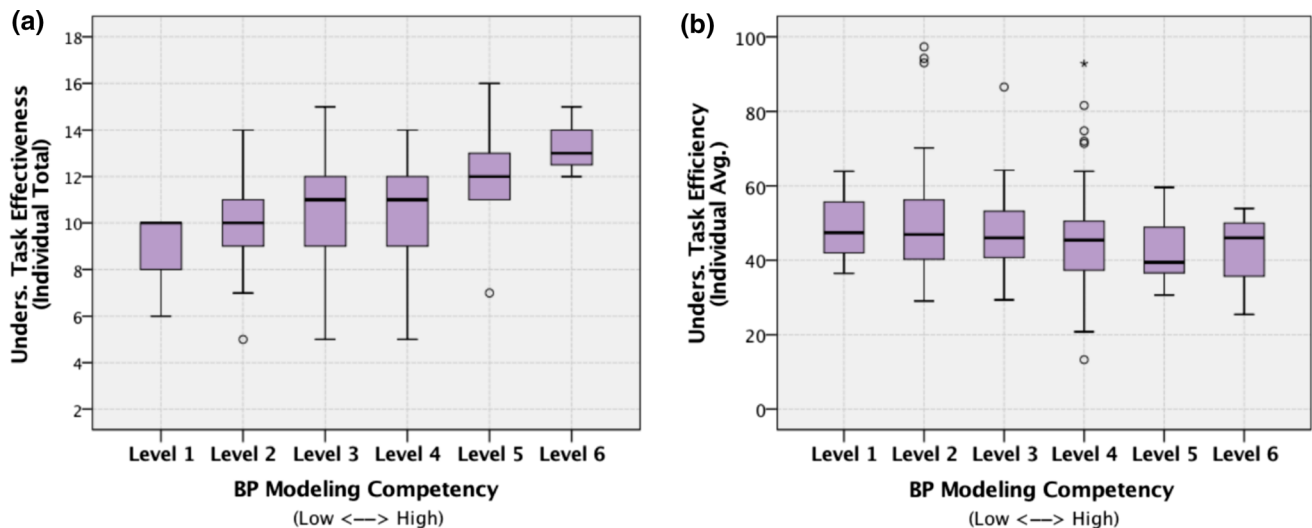 (a)
Unders. Task Effectiveness
(Individual Total)
18
16
14
12
10
8
6
4
2
Level 1 Level 2 Level 3 Level 4 Level 5 Level 6
BP Modeling Competency
(Low <––> High)
(b)
Unders. Task Efficiency
(Individual Avg.)
100
80
60
40
20
0
Level 1 Level 2 Level 3 Level 4 Level 5 Level 6
BP Modeling Competency
(Low <––> High)